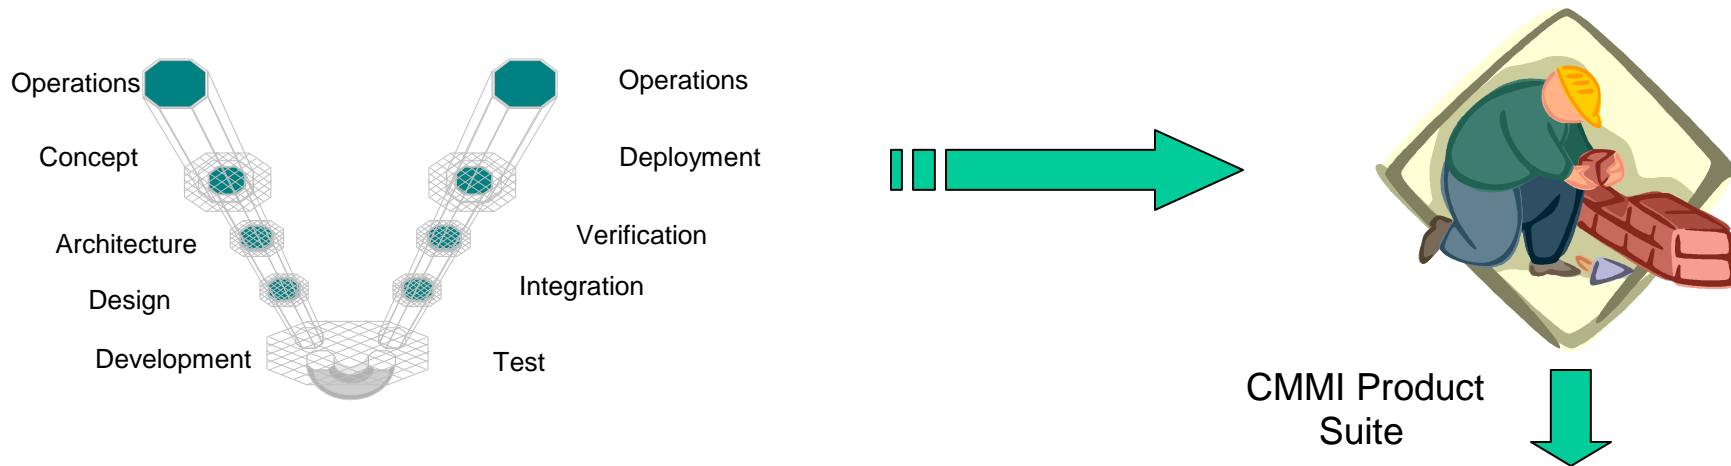 Operations
Concept
Architecture
Design
Development
Operations
Deployment
Verification
Integration
Test
CMMI Product
Suite